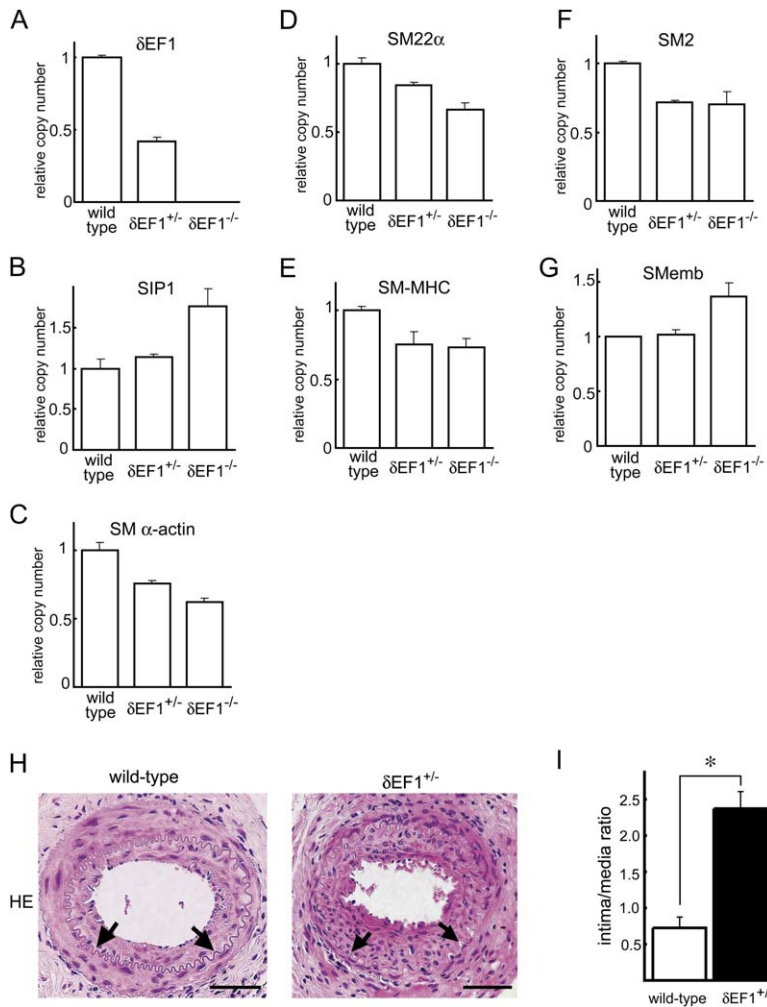 A
δEF1
relative copy number
1
0.5
0
wild type
δEF1+/-
δEF1-/-
B
SIP1
relative copy number
1.5
1
0.5
0
wild type
δEF1+/-
δEF1-/-
C
SM α-actin
relative copy number
1
0.5
0
wild type
δEF1+/-
δEF1-/-
D
SM22α
relative copy number
1
0.5
0
wild type
δEF1+/-
δEF1-/-
E
SM-MHC
relative copy number
1
0.5
0
wild type
δEF1+/-
δEF1-/-
F
SM2
relative copy number
1
0.5
0
wild type
δEF1+/-
δEF1-/-
G
SMemb
relative copy number
1.5
1
0.5
0
wild type
δEF1+/-
δEF1-/-
H
wild-type
δEF1+/-
HE
I
*
intima/media ratio
2.5
2.0
1.5
1.0
0.5
wild-type